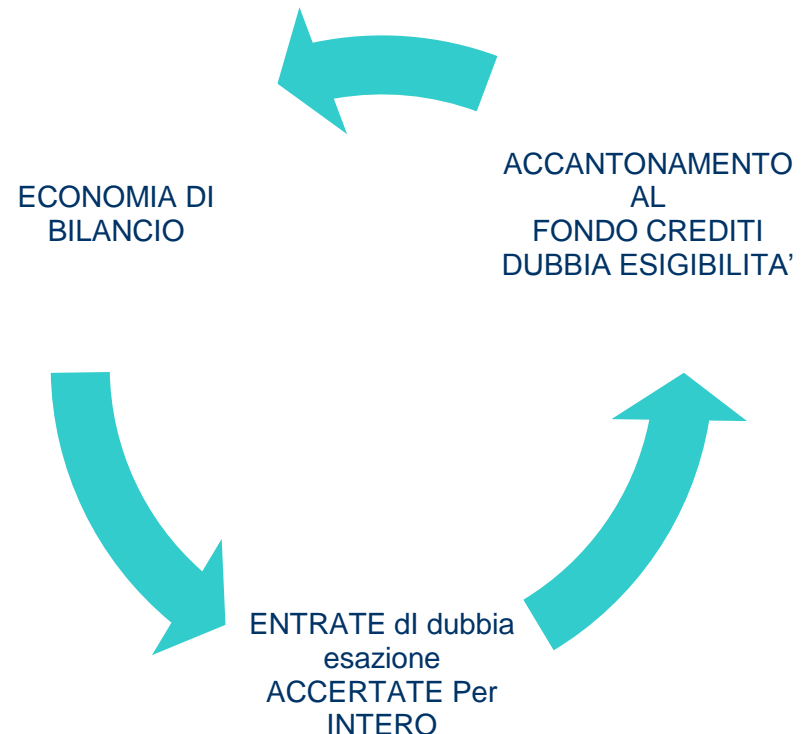 ECONOMIA DI
BILANCIO
ACCANTONAMENTO
AL
FONDO CREDITI
DUBBIA ESIGIBILITA'
ENTRATE dI dubbia
esazione
ACCERTATE Per
INTERO